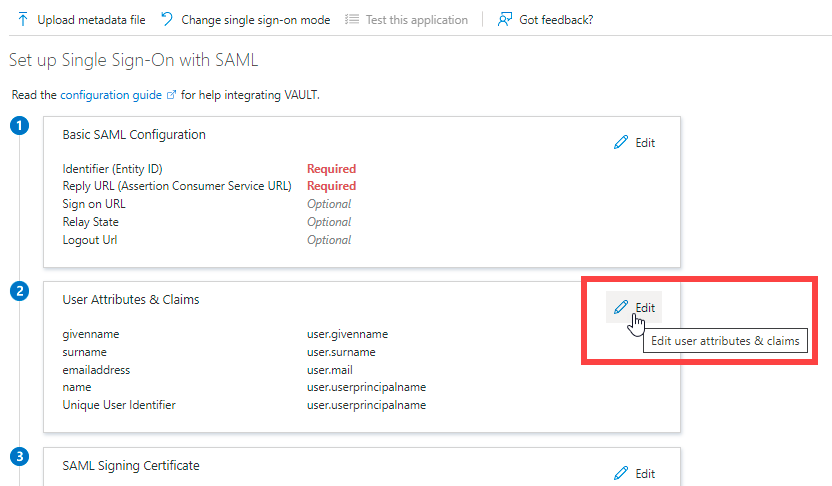 Upload metadata file Change single sign-on mode Test this application Got feedback?
Set up Single Sign-On with SAML
Read the configuration guide for help integrating VAULT.
1
Basic SAML Configuration
Edit
Identifier (Entity ID) Required
Reply URL (Assertion Consumer Service URL) Required
Sign on URL Optional
Relay State Optional
Logout Url Optional
2
User Attributes & Claims
Edit
Edit user attributes & claims
givenname user.givenname
surname user.surname
emailaddress user.mail
name user.userprincipalname
Unique User Identifier user.userprincipalname
3
SAML Signing Certificate
Edit